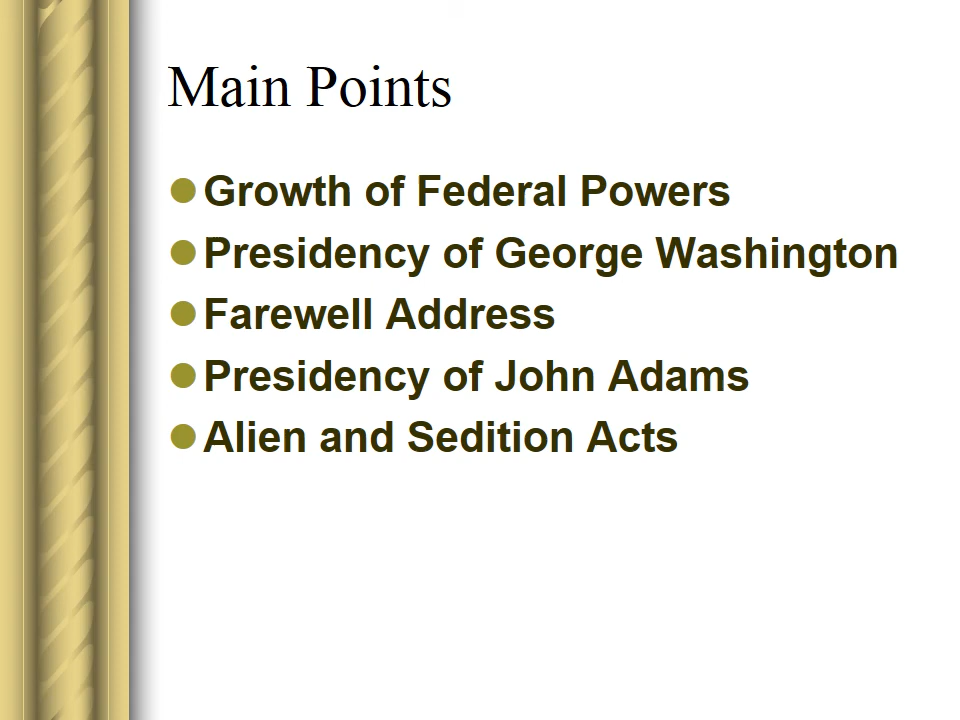 Main Points
Growth of Federal Powers
Presidency of George Washington
Farewell Address
Presidency of John Adams
Alien and Sedition Acts